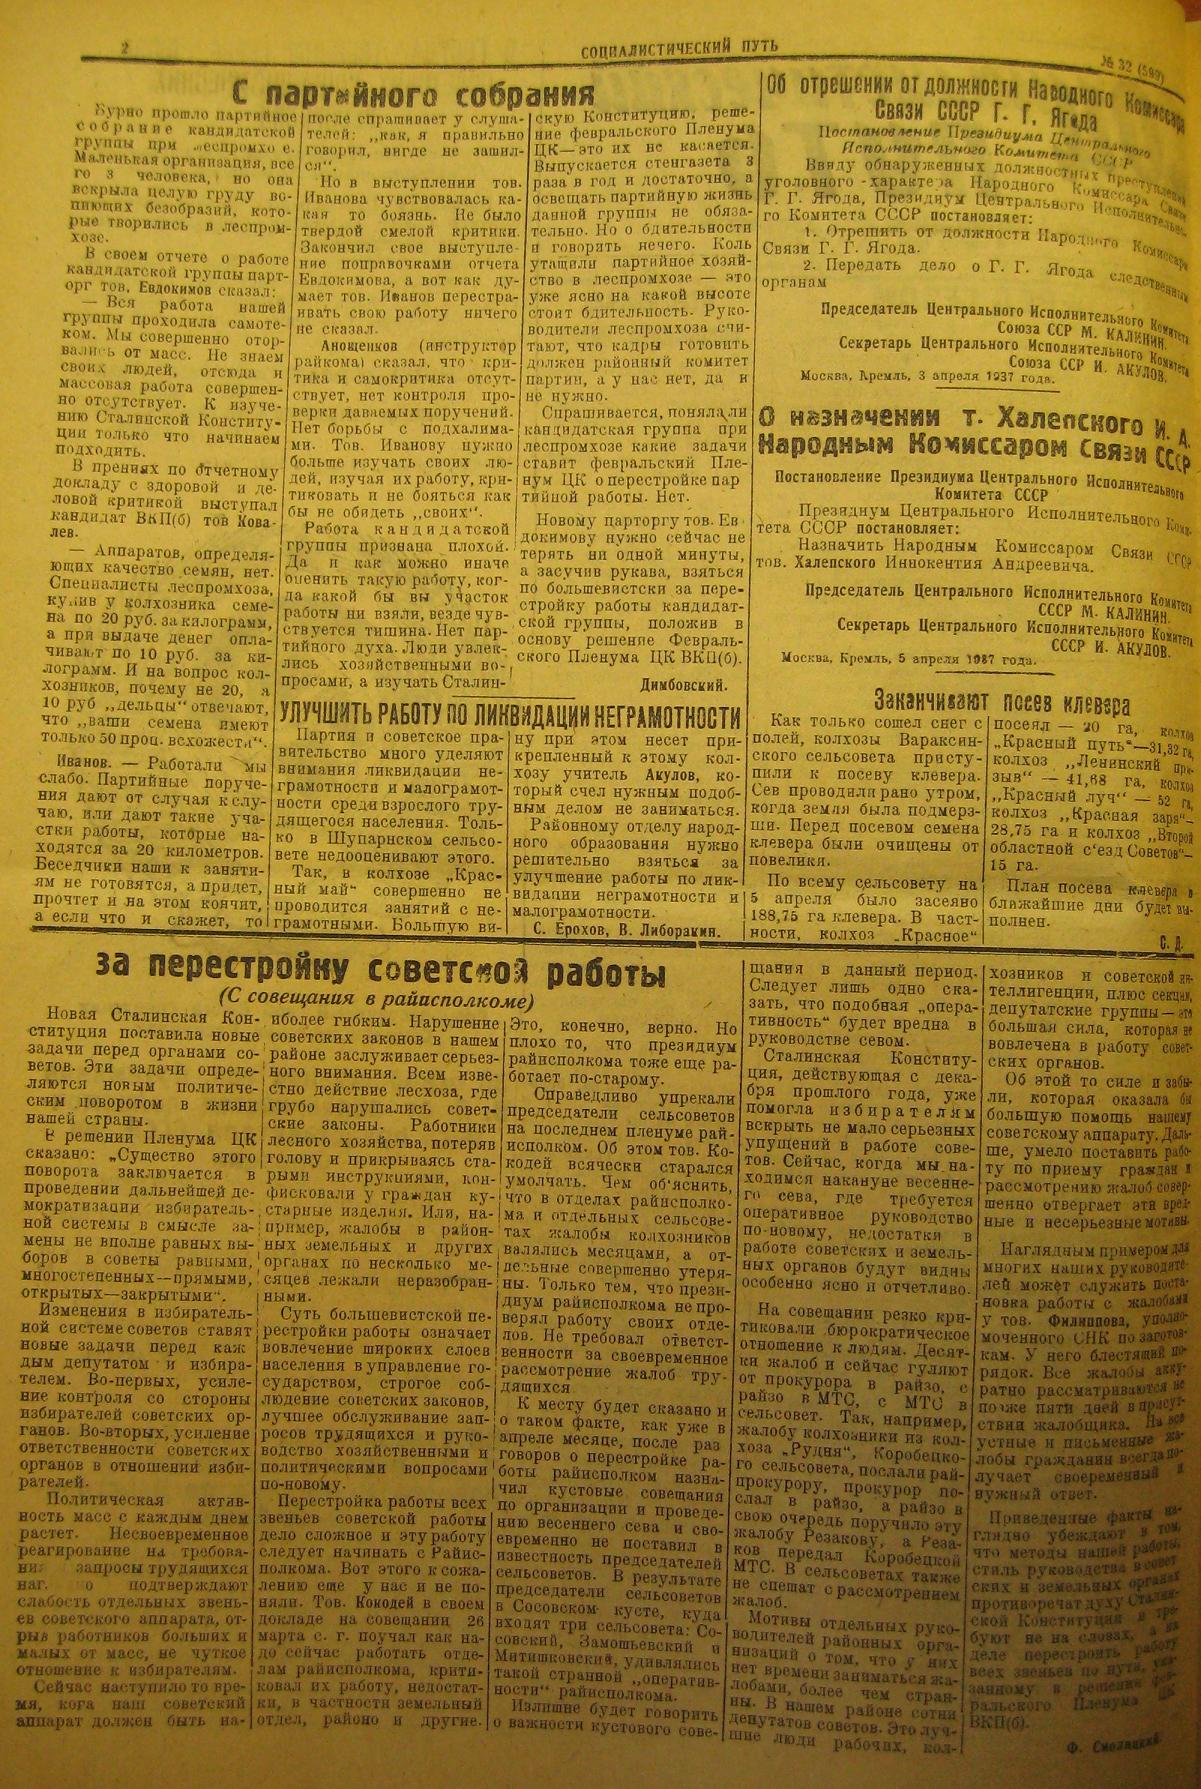 2
СОЦИАЛИСТИЧЕСКИЙ ПУТЬ
№ 32 (599)
С партийного собрания
Бурно прошло партийное
собрание кандидатской
группы при леспромхозе.
Маленькая организация, все
го 3 человека, но она
вскрыла целую груду во-
пиющих безобразий, кото-
рые творились в леспром-
хозе.
В своем отчете о работе
кандидатской группы парт-
орг тов. Евдокимов сказал:
— Вся работа нашей
группы проходила самоте-
ком. Мы совершенно отор-
вались от масс. Не знаем
своих людей, отсюда и
массовая работа совершен-
но отсутствует. К изуче-
нию Сталинской Конститу-
ции только что начинаем
подходить.
В прениях по отчетному
докладу с здоровой и де-
ловой критикой выступал
кандидат ВКП(б) тов Кова-
лев.
— Аппаратов, определя-
ющих качество семян, нет.
Специалисты леспромхоза,
купив у колхозника семе-
на по 20 руб. за килограмм,
а при выдаче денег опла-
чивают по 10 руб. за ки-
лограмм. И на вопрос кол-
хозников, почему не 20, а
10 руб „дельцы“ отвечают,
что „ваши семена имеют
только 50 проц. всхожести“.
Иванов. — Работали мы
слабо. Партийные поруче-
ния дают от случая к слу-
чаю, или дают такие уча-
стки работы, которые на-
ходятся за 20 километров.
Беседчики наши к заняти-
ям не готовятся, а придет,
прочтет и на этом кончит,
а если что и скажет, то
после спрашивает у слуша-
телей: „как, я правильно
говорил, нигде не зашил-
ся“.
Но в выступлении тов.
Иванова чувствовалась ка-
кая то боязнь. Не было
твердой смелой критики.
Закончил свое выступле-
ние поправочками отчета
Евдокимова, а вот как ду-
мает тов. Иванов перестра-
ивать свою работу ничего
не сказал.
Анощенков (инструктор
райкома) сказал, что кри-
тика и самокритика отсут-
ствует, нет контроля про-
верки даваемых поручений.
Нет борьбы с подхалима-
ми. Тов. Иванову нужно
больше изучать своих лю-
дей, изучая их работу, кри-
тиковать и не бояться как
бы не обидеть „своих“.
Работа кандидатской
группы признана плохой.
Да и как можно иначе
оценить такую работу, ког-
да какой бы вы участок
работы ни взяли, везде чув-
ствуется тишина. Нет пар-
тийного духа. Люди увлек-
лись хозяйственными во-
просами, а изучать Сталин-
скую Конституцию, реше-
ние февральского Пленума
ЦК—это их не касается.
Выпускается стенгазета 3
раза в год и достаточно, а
освещать партийную жизнь
данной группы не обяза-
тельно. Но о бдительности
и говорить нечего. Коль
утащили партийное хозяй-
ство в леспромхозе — это
уже ясно на какой высоте
стоит бдительность. Руко-
водители леспромхоза счи-
тают, что кадры готовить
должен районный комитет
партии, а у нас нет, да и
не нужно.
Спрашивается, поняла ли
кандидатская группа при
леспромхозе какие задачи
ставит февральский Пле-
нум ЦК о перестройке пар
тийной работы. Нет.
Новому парторгу тов. Ев
докимову нужно сейчас не
терять ни одной минуты,
а засучив рукава, взяться
по большевистски за пере-
стройку работы кандидат-
ской группы, положив в
основу решение Февраль-
ского Пленума ЦК ВКП(б).
Димбовский.
УЛУЧШИТЬ РАБОТУ ПО ЛИКВИДАЦИИ НЕГРАМОТНОСТИ
Партия и советское пра-
вительство много уделяют
внимания ликвидации не-
грамотности и малограмот-
ности среди взрослого тру-
дящегося населения. Толь-
ко в Шупарнском сельсо-
вете недооценивают этого.
Так, в колхозе „Крас-
ный май“ совершенно не
проводится занятий с не-
грамотными. Большую ви-
ну при этом несет при-
крепленный к этому кол-
хозу учитель Акулов, ко-
торый счел нужным подоб-
ным делом не заниматься.
Районному отделу народ-
ного образования нужно
решительно взяться за
улучшение работы по лик-
видации неграмотности и
малограмотности.
С. Ерохов, В. Либоракин.
Об отрешении от должности Народного Комиссара
Связи СССР Г. Г. Ягода
Постановление Президиума Центрального
Исполнительного Комитета СССР
Ввиду обнаруженных должностных преступлений
уголовного характера Народного Комиссара Связи
Г. Г. Ягода, Президиум Центрального Исполнительно-
го Комитета СССР постановляет:
1. Отрешить от должности Народного Комиссара
Связи Г. Г. Ягода.
2. Передать дело о Г. Г. Ягода следственным
органам
Председатель Центрального Исполнительного Комитета
Союза ССР М. КАЛИНИН.
Секретарь Центрального Исполнительного Комитета
Союза ССР И. АКУЛОВ.
Москва, Кремль, 3 апреля 1937 года.
О назначении т. Халепского И. А.
Народным Комиссаром Связи СССР
Постановление Президиума Центрального Исполнительного
Комитета СССР
Президиум Центрального Исполнительного Коми-
тета СССР постановляет:
Назначить Народным Комиссаром Связи СССР
тов. Халепского Иннокентия Андреевича.
Председатель Центрального Исполнительного Комитета
СССР М. КАЛИНИН.
Секретарь Центрального Исполнительного Комитета
СССР И. АКУЛОВ.
Москва, Кремль, 5 апреля 1937 года.
Заканчивают посев клевера
Как только сошел снег с
полей, колхозы Вараксин-
ского сельсовета присту-
пили к посеву клевера.
Сев проводили рано утром,
когда земля была подмерз-
ши. Перед посевом семена
клевера были очищены от
повелики.
По всему сельсовету на
5 апреля было засеяно
188,75 га клевера. В част-
ности, колхоз „Красное“
посеял — 20 га, колхоз
„Красный путь“—31,32 га,
колхоз „Ленинский при-
зыв“ — 41,68 га, колхоз
„Красный луч“ — 52 га,
колхоз „Красная заря“—
28,75 га и колхоз „Второй
областной с'езд Советов“—
15 га.
План посева клевера в
ближайшие дни будет вы-
полнен.
С. Д.
за перестройку советской работы
(С совещания в райисполкоме)
Новая Сталинская Кон-
ституция поставила новые
задачи перед органами со-
ветов. Эти задачи опреде-
ляются новым политиче-
ским поворотом в жизни
нашей страны.
В решении Пленума ЦК
сказано: „Существо этого
поворота заключается в
проведении дальнейшей де-
мократизации избиратель-
ной системы в смысле за-
мены не вполне равных вы-
боров в советы равными,
многостепенных—прямыми,
открытых—закрытыми“.
Изменения в избиратель-
ной системе советов ставят
новые задачи перед каж
дым депутатом и избира-
телем. Во-первых, усиле-
ние контроля со стороны
избирателей советских ор-
ганов. Во-вторых, усиление
ответственности советских
органов в отношении изби-
рателей.
Политическая актив-
ность масс с каждым днем
растет. Несвоевременное
реагирование на требова-
ни запросы трудящихся
наг о подтверждают
слабость отдельных звень-
ев советского аппарата, от-
рыв работников больших и
малых от масс, не чуткое
отношение к избирателям.
Сейчас наступило то вре-
мя, кога наш советский
аппарат должен быть на-
иболее гибким. Нарушение
советских законов в нашем
районе заслуживает серьез-
ного внимания. Всем изве-
стно действие лесхоза, где
грубо нарушались совет-
ские законы. Работники
лесного хозяйства, потеряв
голову и прикрываясь ста-
рыми инструкциями, кон-
фисковали у граждан ку-
старные изделия. Или, на-
пример, жалобы в район-
ных земельных и других
органах по несколько ме-
сяцев лежали неразобран-
ными.
Суть большевистской пе-
рестройки работы означает
вовлечение широких слоев
населения в управление го-
сударством, строгое соб-
людение советских законов,
лучшее обслуживание зап-
росов трудящихся и руко-
водство хозяйственными и
политическими вопросами
по-новому.
Перестройка работы всех
звеньев советской работы
дело сложное и эту работу
следует начинать с Райис-
полкома. Вот этого к сожа-
лению еще у нас и не по-
няли. Тов. Кокодей в своем
докладе на совещании 26
марта с. г. поучал как на-
до сейчас работать отде-
лам райисполкома, крити-
ковал их работу, недостат-
ки, в частности земельный
отдел, районо и другие.
Это, конечно, верно. Но
плохо то, что президиум
райисполкома тоже еще ра-
ботает по-старому.
Справедливо упрекали
председатели сельсоветов
на последнем пленуме рай-
исполком. Об этом тов. Ко-
кодей всячески старался
умолчать. Чем об'яснить,
что в отделах райисполко-
ма и отдельных сельсове-
тах жалобы колхозников
валялись месяцами, а от-
дельные совершенно утеря-
ны. Только тем, что прези-
диум райисполкома не про-
верял работу своих отде-
лов. Не требовал ответст-
венности за своевременное
рассмотрение жалоб тру-
дящихся
К месту будет сказано и
о таком факте, как уже в
апреле месяце, после раз
говоров о перестройке ра-
боты райисполком назна-
чил кустовые совещания
по организации и проведе-
нию весеннего сева и сво-
евременно не поставил в
известность председателей
сельсоветов. В результате
председатели сельсоветов
в Сосовском кусте, куда
входят три сельсовета: Со-
совский, Замошьевский и
Митишковский, удивлялись
такой странной „оператив-
ности“ райисполкома.
Излишне будет говорить
о важности кустового сове-
щания в данный период.
Следует лишь одно ска-
зать, что подобная „опера-
тивность“ будет вредна в
руководстве севом.
Сталинская Конститу-
ция, действующая с дека-
бря прошлого года, уже
помогла избирателям
вскрыть не мало серьезных
упущений в работе сове-
тов. Сейчас, когда мы на-
ходимся накануне весенне-
го сева, где требуется
оперативное руководство
по-новому, недостатки в
работе советских и земель-
ных органов будут видны
особенно ясно и отчетливо.
На совещании резко кри-
тиковали бюрократическое
отношение к людям. Десят-
ки жалоб и сейчас гуляют
от прокурора в райзо, с
райзо в МТС, с МТС в
сельсовет. Так, например,
жалобу колхозники из кол-
хоза „Рудня“, Коробецко-
го сельсовета, послали рай-
прокурору, прокурор по-
слал в райзо, а райзо в
свою очередь поручило эту
жалобу Резакову, а Реза-
ков передал Коробецкой
МТС. В сельсоветах также
не спешат с рассмотрением
жалоб.
Мотивы отдельных руко-
водителей районных орга-
низаций о том, что у них
нет времени заниматься жа-
лобами, более чем стран-
ны. В нашем районе сотни
депутатов советов. Это луч-
шие люди рабочих, кол-
хозников и советской ин-
теллигенции, плюс секции,
депутатские группы—это
большая сила, которая не
вовлечена в работу совет-
ских органов.
Об этой то силе и забы-
ли, которая оказала бы
большую помощь нашему
советскому аппарату. Даль-
ше, умело поставить рабо-
ту по приему граждан и
рассмотрению жалоб совер-
шенно отвергает эти вред-
ные и несерьезные мотивы.
Наглядным примером для
многих наших руководите-
лей может служить поста-
новка работы с жалобами
у тов. Филиппова, уполно-
моченного СНК по заготов-
кам. У него блестящий по-
рядок. Все жалобы акку-
ратно рассматриваются не
позже пяти дней в присут-
ствии жалобщика. На все
устные и письменные жа-
лобы гражданин всегда по-
лучает своевременный и
нужный ответ.
Приведенные факты на-
глядно убеждают в том,
что методы нашей работы,
стиль руководства в совет
ских и земельных органах
противоречат духу Сталин-
ской Конституции и тре-
буют не на словах, а на
деле перестроить работу
всех звеньев по пути, ука-
занному в решении фев-
ральского Пленума ЦК
ВКП(б).
Ф. Смоляцкий